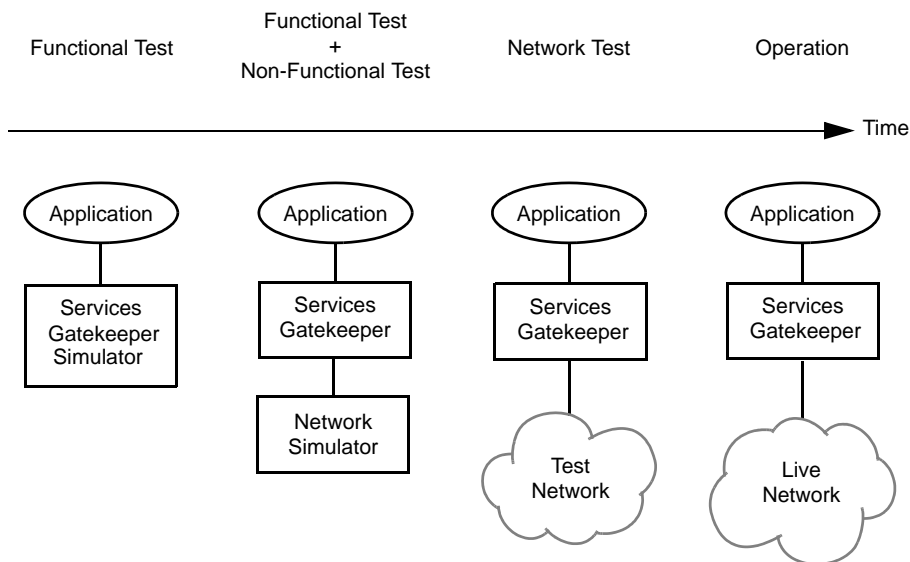 Functional Test
Functional Test
+
Non-Functional Test
Network Test
Operation
Time
Application
Services
Gatekeeper
Simulator
Application
Services
Gatekeeper
Network
Simulator
Application
Services
Gatekeeper
Test
Network
Application
Services
Gatekeeper
Live
Network